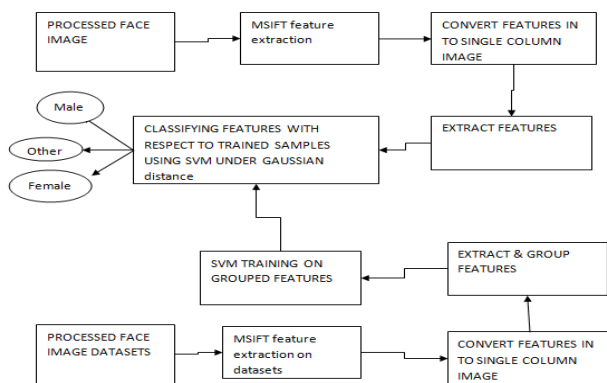 PROCESSED FACE
IMAGE
MSIFT feature
extraction
CONVERT FEATURES IN
TO SINGLE COLUMN
IMAGE
Male
Other
Female
CLASSIFYING FEATURES WITH
RESPECT TO TRAINED SAMPLES
USING SVM UNDER GAUSSIAN
distance
EXTRACT FEATURES
SVM TRAINING ON
GROUPED FEATURES
EXTRACT & GROUP
FEATURES
PROCESSED FACE
IMAGE DATASETS
MSIFT feature
extraction on
datasets
CONVERT FEATURES IN
TO SINGLE COLUMN
IMAGE